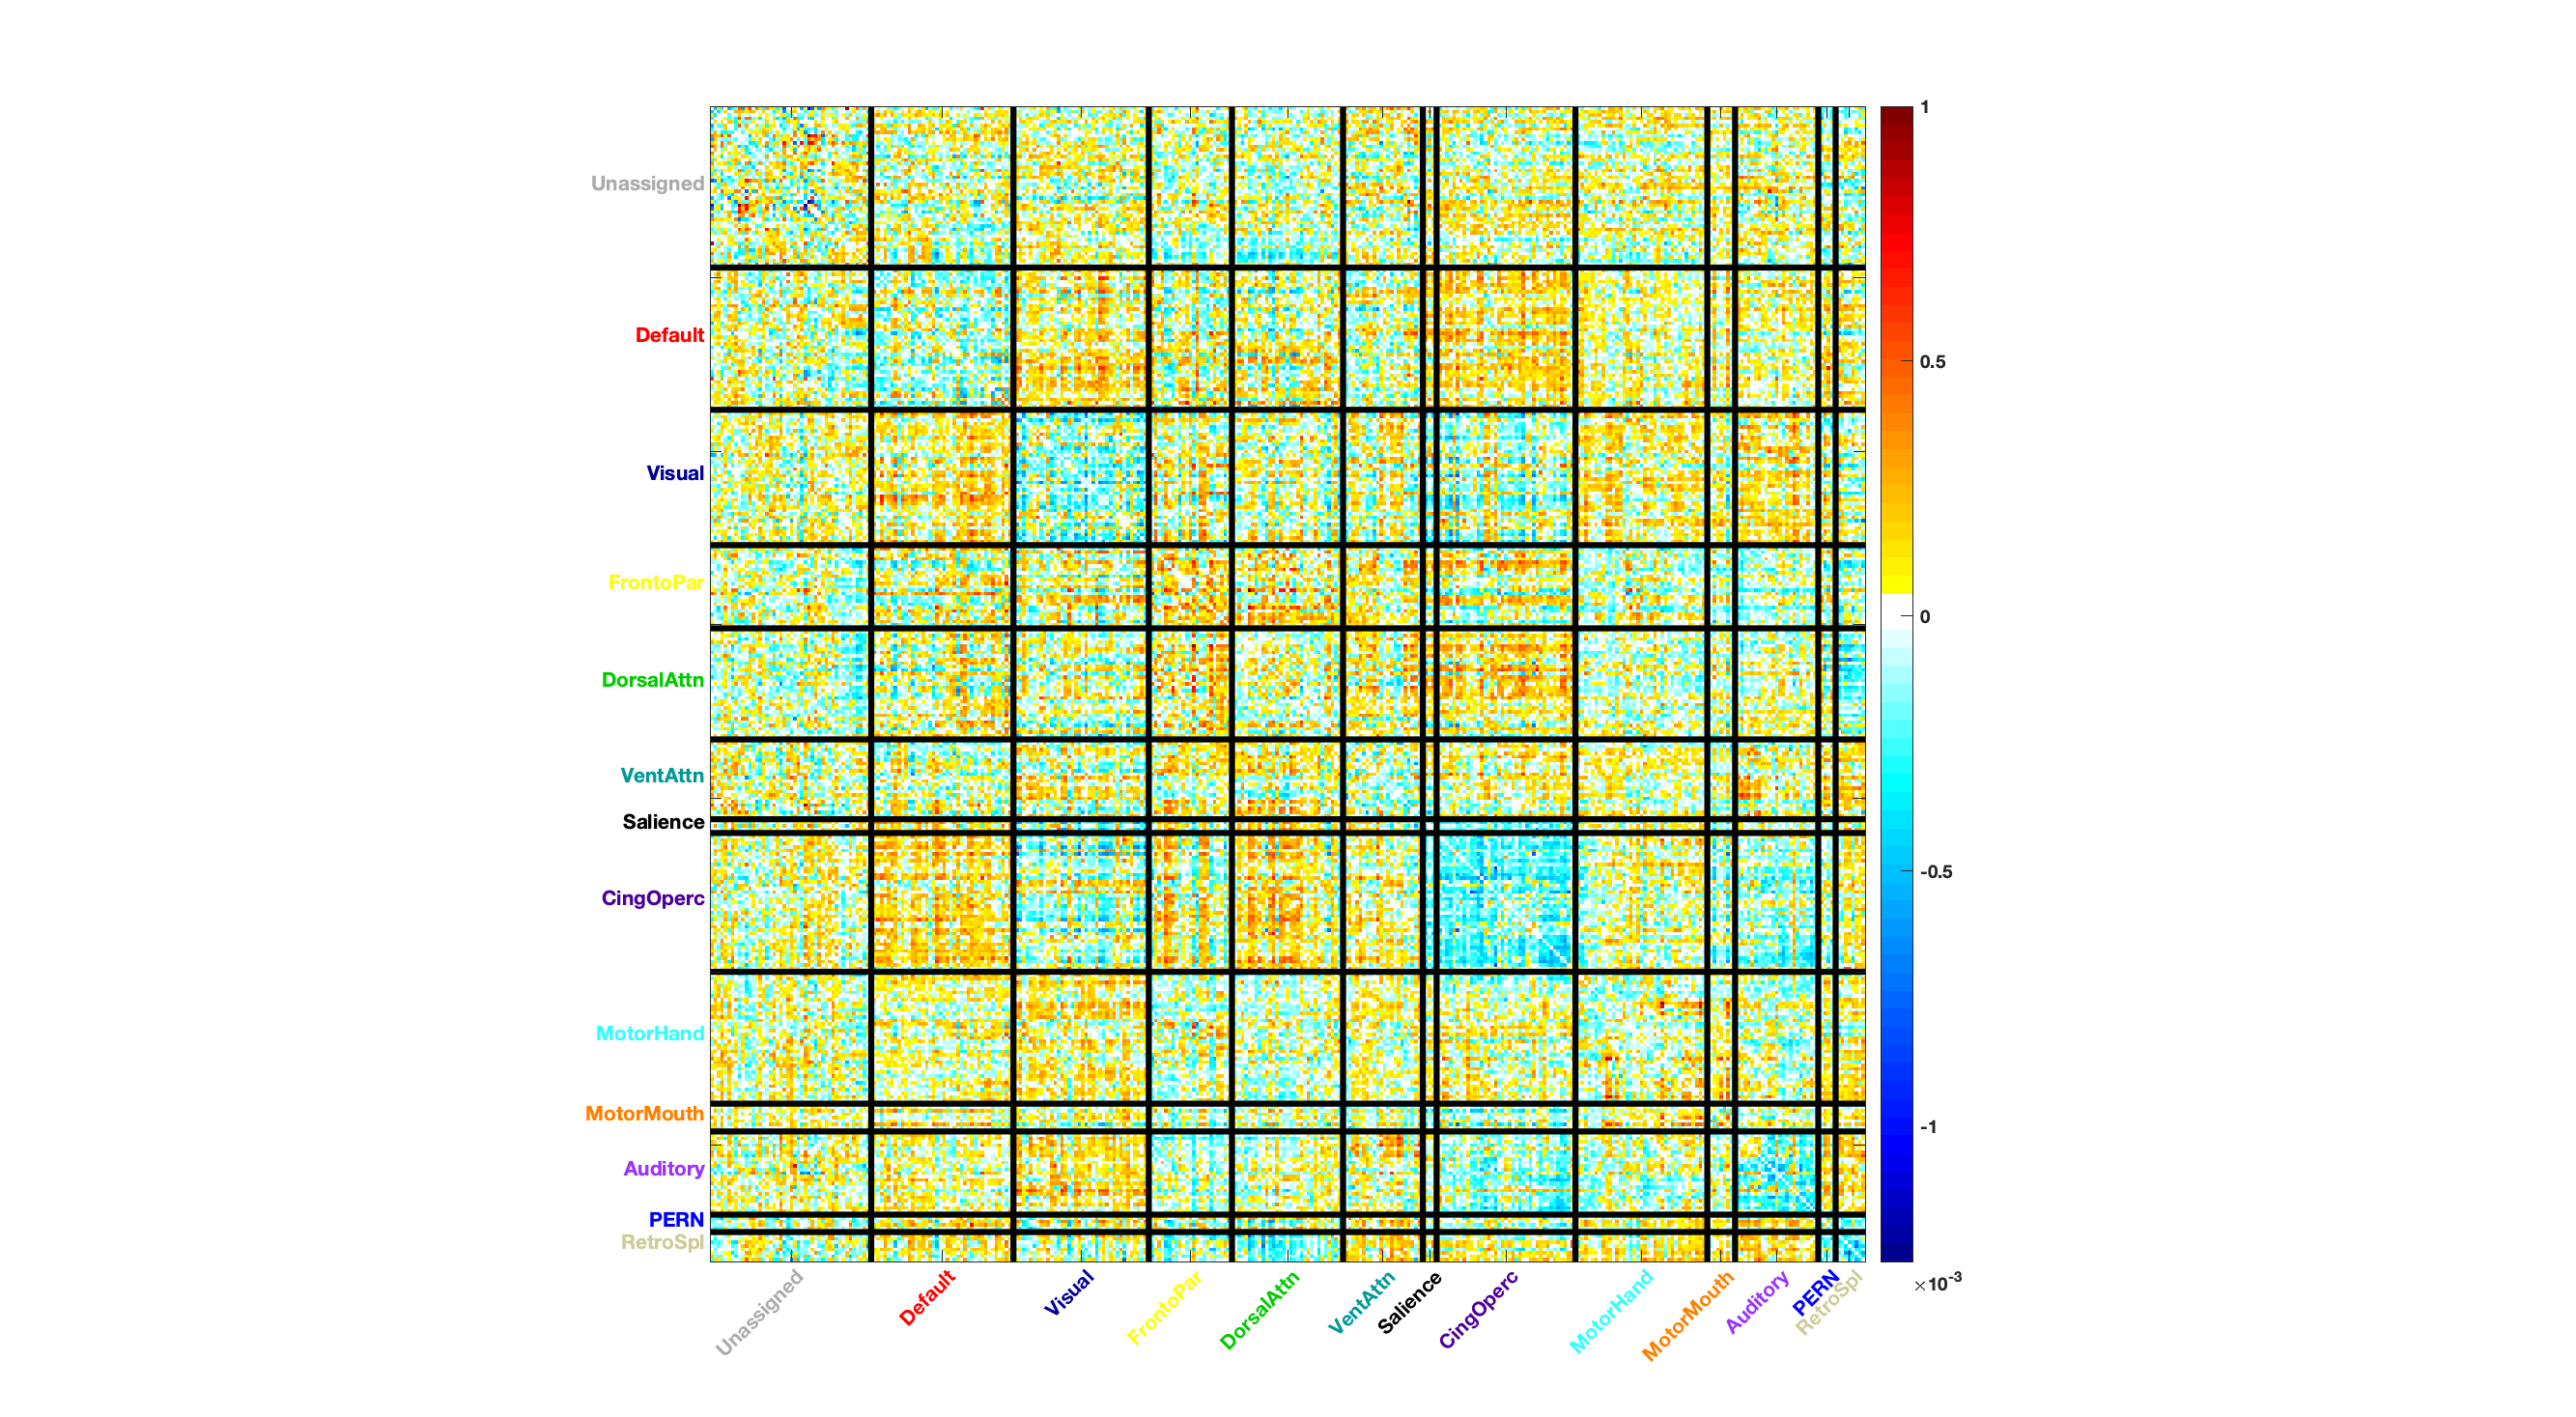 Unassigned
Default
Visual
FrontoPar
DorsalAttn
VentAttn
Salience
CingOperc
MotorHand
MotorMouth
Auditory
PERN
RetroSpl
Unassigned
Default
Visual
FrontoPar
DorsalAttn
VentAttn
Salience
CingOperc
MotorHand
MotorMouth
Auditory
PERN
RetroSpl
1
0.5
0
-0.5
-1
×10-3